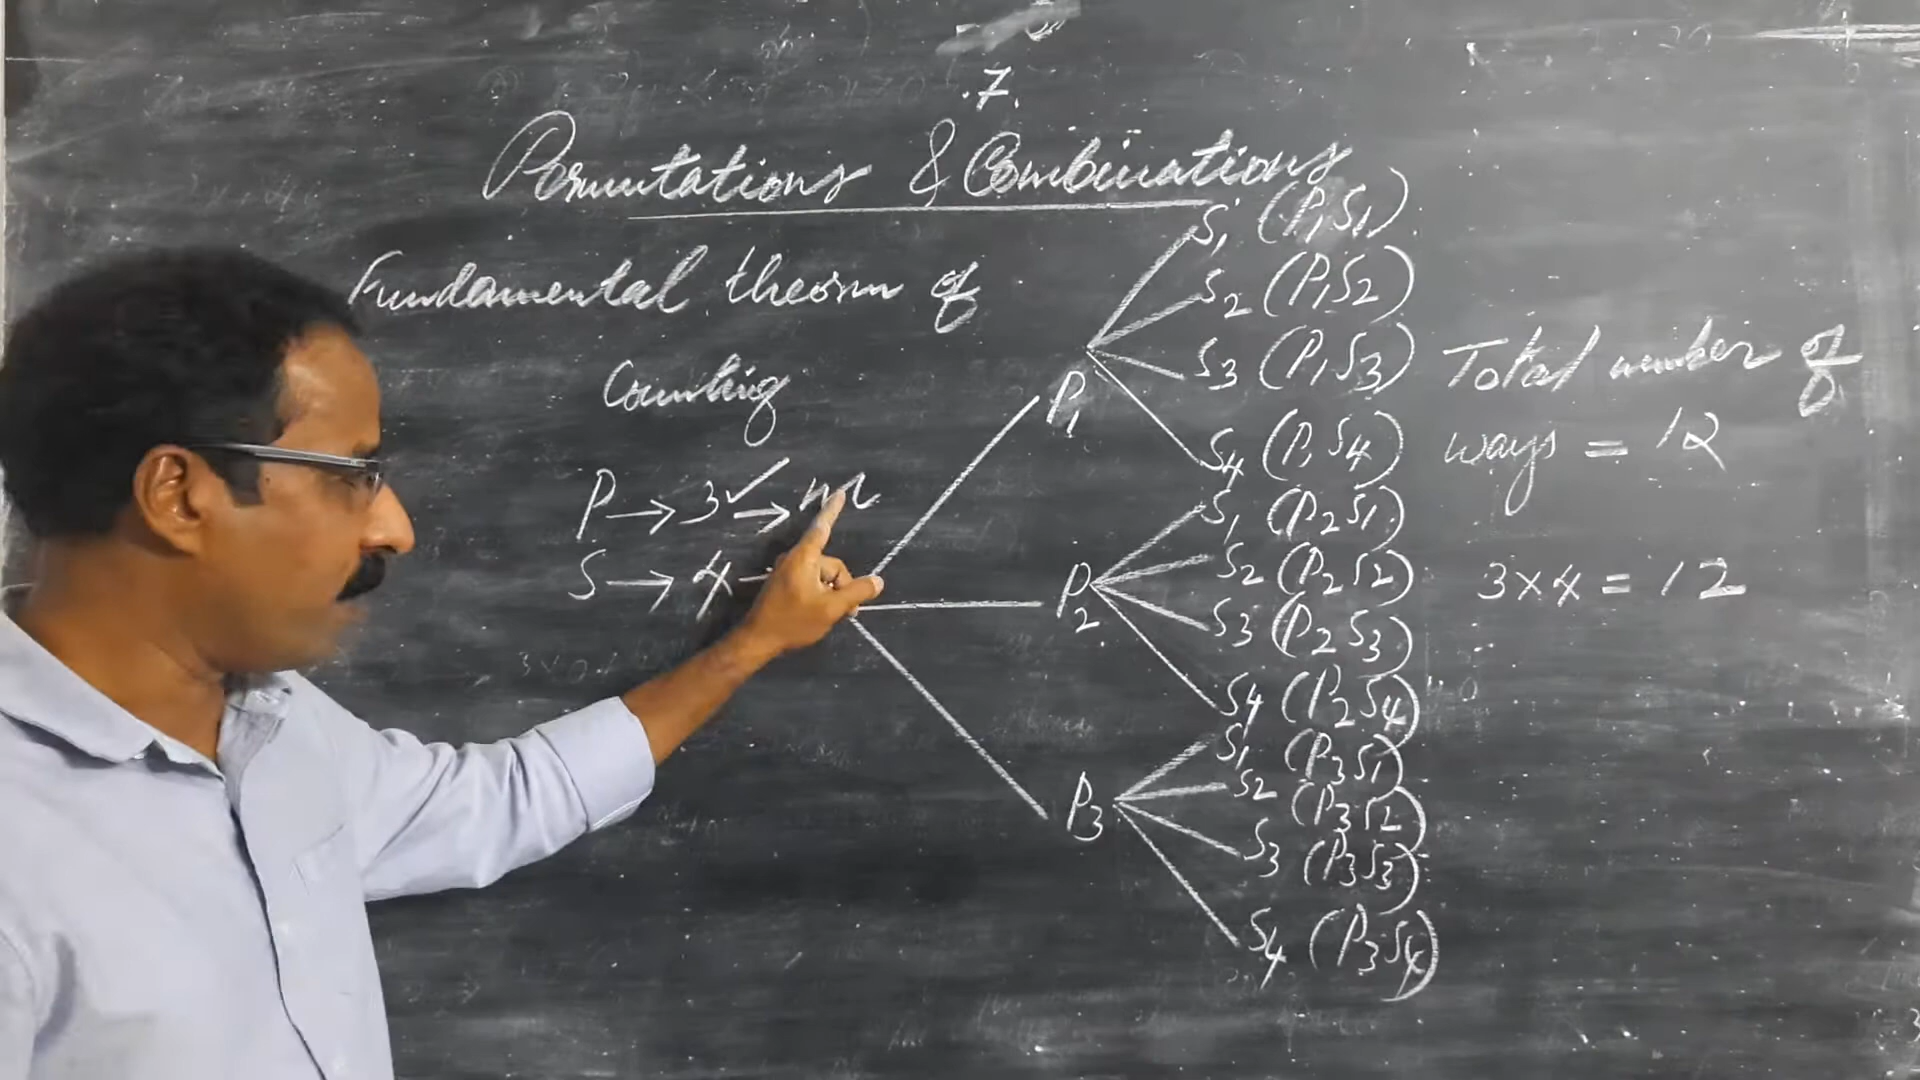 .7.
Permutations & Combinations
Fundamental theorm of
Counting
P → 3 ✓ → m
S → 4 →
P1
S1 (P1S1)
S2 (P1S2)
S3 (P1S3)
S4 (P1S4)
P2
S1 (P2S1)
S2 (P2S2)
S3 (P2S3)
S4 (P2S4)
P3
S1 (P3S1)
S2 (P3S2)
S3 (P3S3)
S4 (P3S4)
Total number of
ways = 12
3×4 = 12